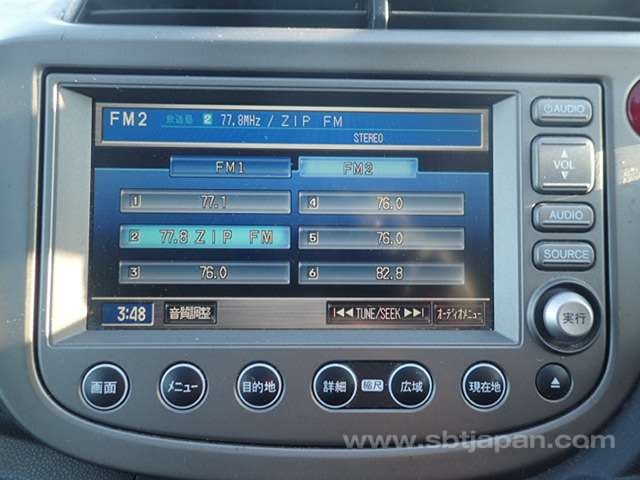 FM2 放送局 2 77.8MHz / ZIP FM
STEREO
FM1 FM2
1 77.1 4 76.0
2 77.8 ZIP FM 5 76.0
3 76.0 6 82.8
3:48 音質調整 I◀◀ TUNE/SEEK ▶▶I オーディオメニュー
AUDIO
VOL
AUDIO
SOURCE
実行
画面 メニュー 目的地 詳細 縮尺 広域 現在地
www.sbtjapan.com